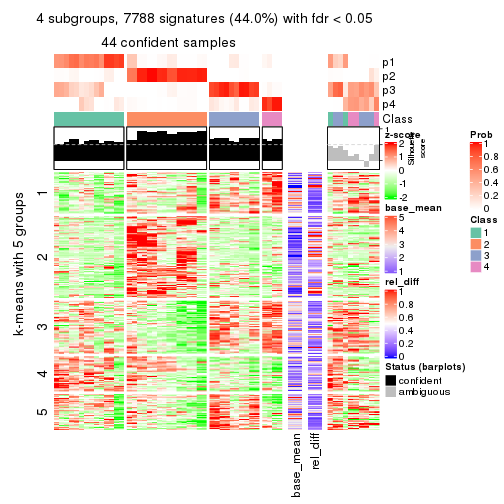 4 subgroups, 7788 signatures (44.0%) with fdr < 0.05
44 confident samples
p1
p2
p3
p4
Class
1
Silhouette
score
z-score
2
1
0
-1
-2
base_mean
5
4
3
2
1
rel_diff
1
0.8
0.6
0.4
0.2
0
Status (barplots)
confident
ambiguous
Prob
1
0.8
0.6
0.4
0.2
0
Class
1
2
3
4
k-means with 5 groups
1
2
3
4
5
base_mean
rel_diff